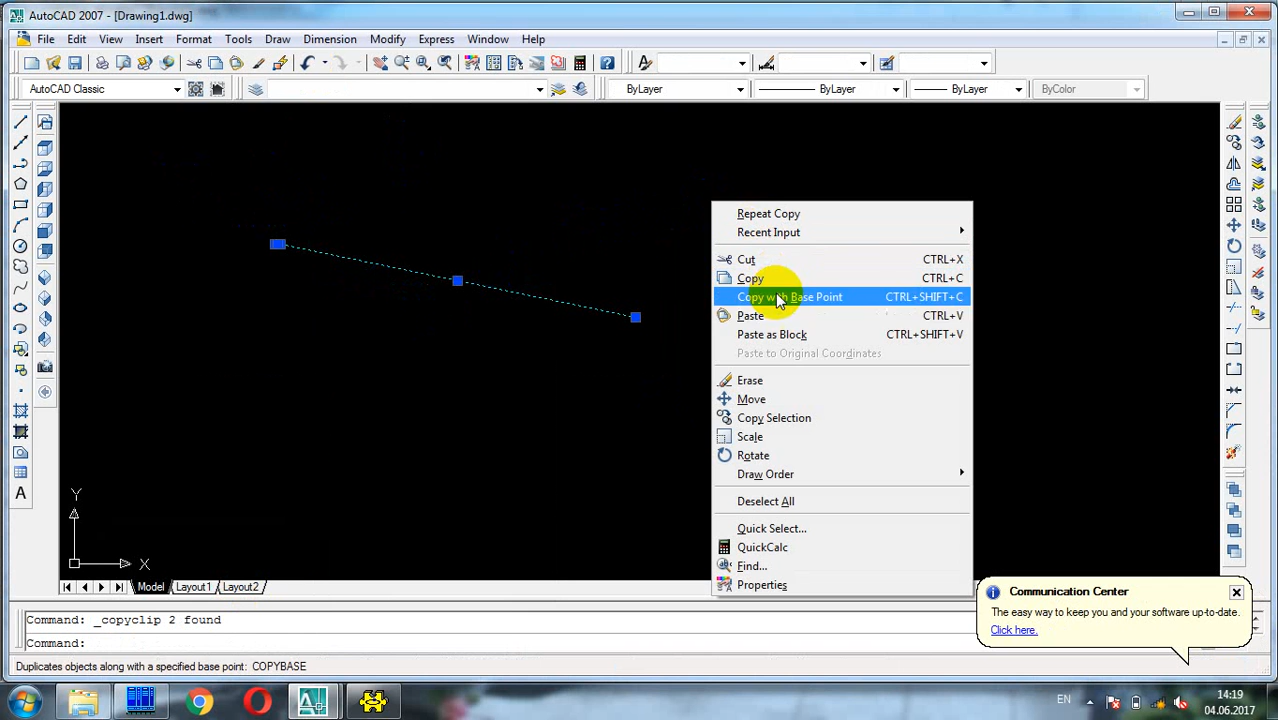 AutoCAD 2007 - [Drawing1.dwg]
File Edit View Insert Format Tools Draw Dimension Modify Express Window Help
AutoCAD Classic ByLayer ByLayer ByLayer ByColor
Repeat Copy
Recent Input
Cut CTRL+X
Copy CTRL+C
Copy with Base Point CTRL+SHIFT+C
Paste CTRL+V
Paste as Block CTRL+SHIFT+V
Paste to Original Coordinates
Erase
Move
Copy Selection
Scale
Rotate
Draw Order
Deselect All
Quick Select...
QuickCalc
Find...
Properties
Y
X
A
Model Layout1 Layout2
Communication Center
The easy way to keep you and your software up-to-date.
Click here.
Command: _copyclip 2 found
Command:
Duplicates objects along with a specified base point: COPYBASE
EN
14:19
04.06.2017